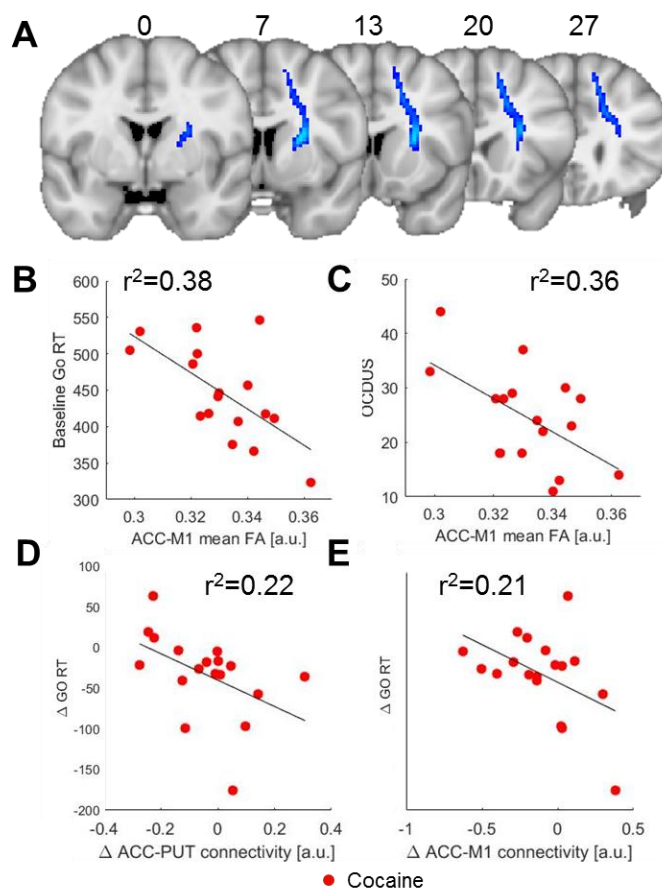 A
0 7 13 20 27
B
r²=0.38
Baseline Go RT
600
550
500
450
400
350
300
0.3 0.32 0.34 0.36
ACC-M1 mean FA [a.u.]
C
r²=0.36
OCDUS
50
40
30
20
10
0.3 0.32 0.34 0.36
ACC-M1 mean FA [a.u.]
D
r²=0.22
Δ GO RT
100
50
0
-50
-100
-150
-200
-0.4 -0.2 0 0.2 0.4
Δ ACC-PUT connectivity [a.u.]
E
r²=0.21
Δ GO RT
-1 -0.5 0 0.5
Δ ACC-M1 connectivity [a.u.]
Cocaine